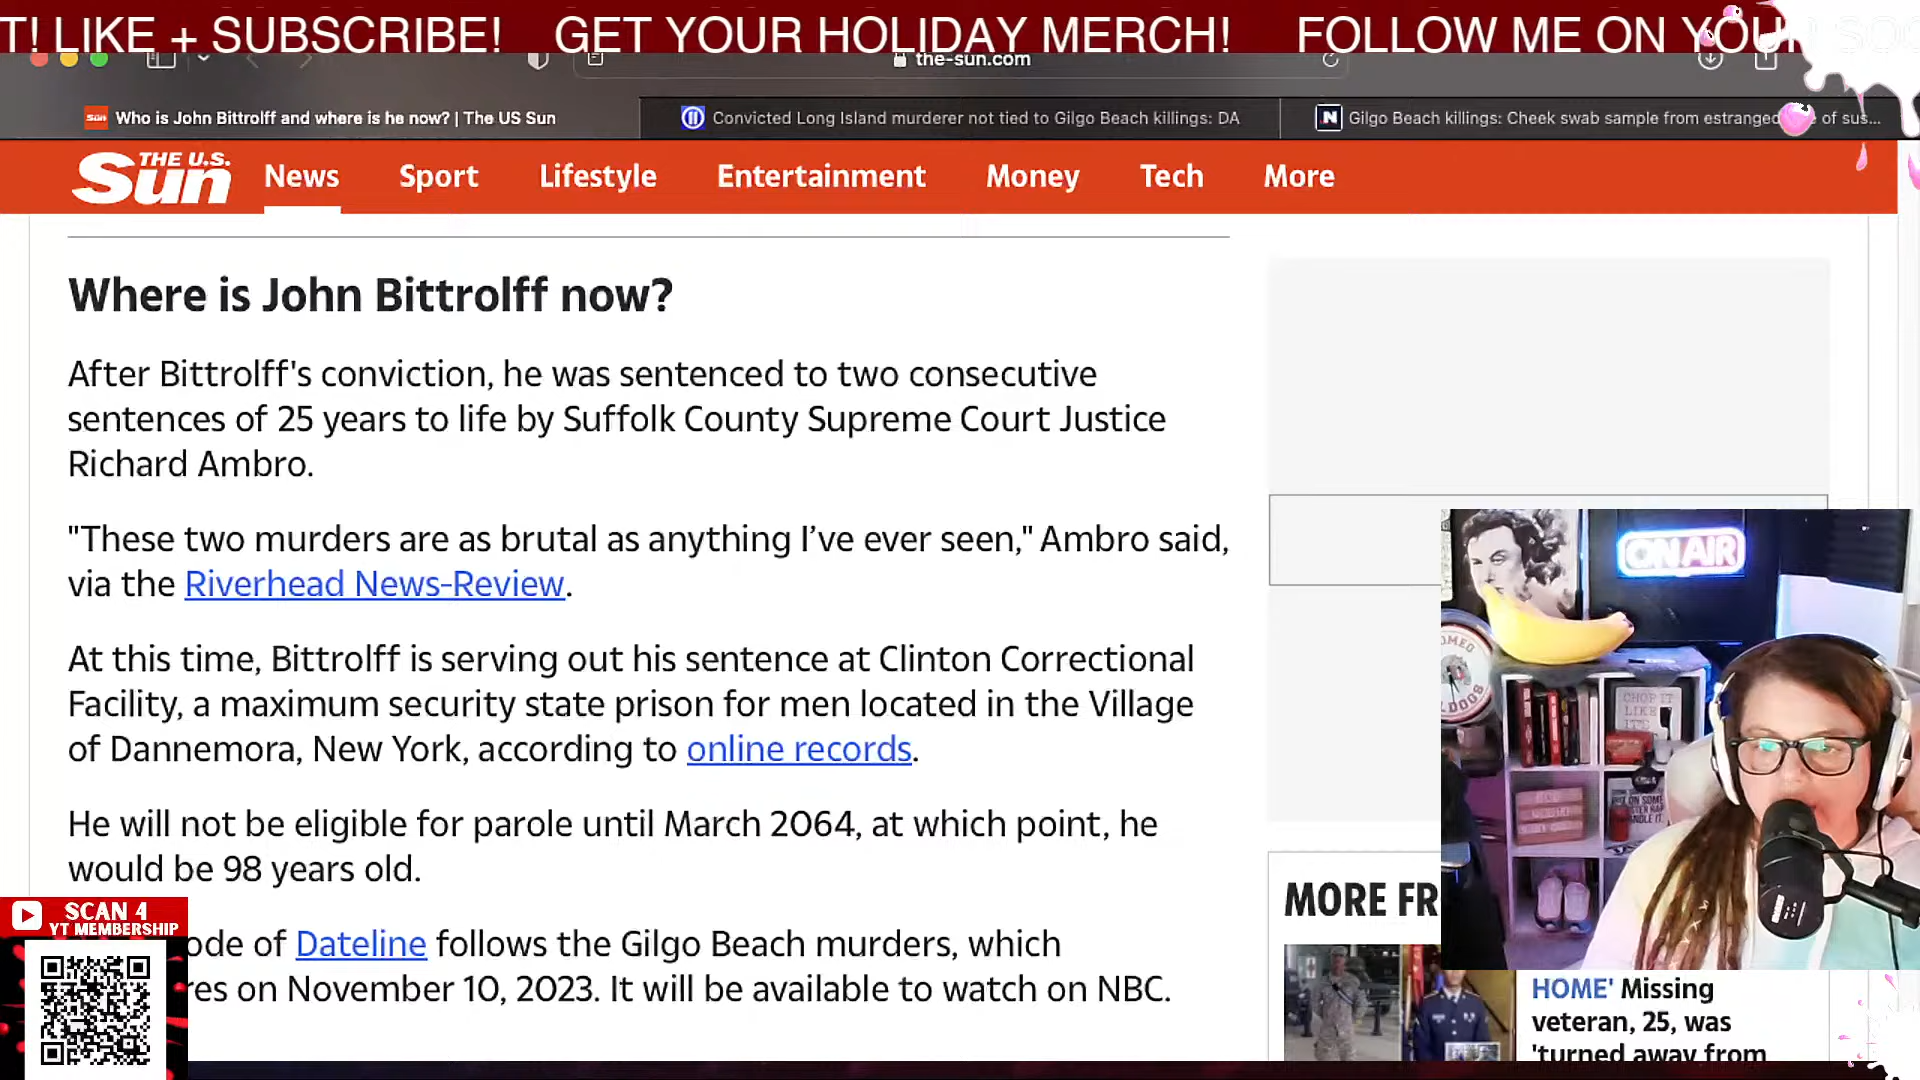 T! LIKE + SUBSCRIBE! GET YOUR HOLIDAY MERCH! FOLLOW ME ON YOUR SOC
the-sun.com
Sun Who is John Bittrolff and where is he now? | The US Sun
Convicted Long Island murderer not tied to Gilgo Beach killings: DA
N Gilgo Beach killings: Cheek swab sample from estranged of sus...
THE U.S. Sun
News Sport Lifestyle Entertainment Money Tech More
Where is John Bittrolff now?
After Bittrolff's conviction, he was sentenced to two consecutive
sentences of 25 years to life by Suffolk County Supreme Court Justice
Richard Ambro.
"These two murders are as brutal as anything I've ever seen," Ambro said,
via the Riverhead News-Review.
At this time, Bittrolff is serving out his sentence at Clinton Correctional
Facility, a maximum security state prison for men located in the Village
of Dannemora, New York, according to online records.
He will not be eligible for parole until March 2064, at which point, he
would be 98 years old.
ode of Dateline follows the Gilgo Beach murders, which
res on November 10, 2023. It will be available to watch on NBC.
SCAN 4
YT MEMBERSHIP
ON AIR
CHOP IT
LIKE
IT'S
MORE FR
HOME' Missing
veteran, 25, was
'turned away from